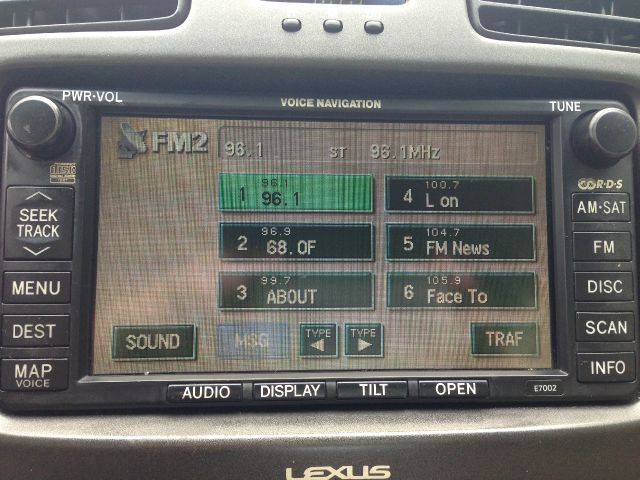 PWR·VOL
VOICE NAVIGATION
TUNE
FM2
96.1 ST 96.1MHz
SEEK
TRACK
MENU
DEST
MAP
VOICE
1 96.1 96.1
2 96.9 68.0F
3 99.7 ABOUT
4 100.7 L on
5 104.7 FM News
6 105.9 Face To
SOUND
MSG
TYPE ◀
TYPE ▶
TRAF
R·D·S
AM·SAT
FM
DISC
SCAN
INFO
AUDIO
DISPLAY
TILT
OPEN
E7002
LEXUS